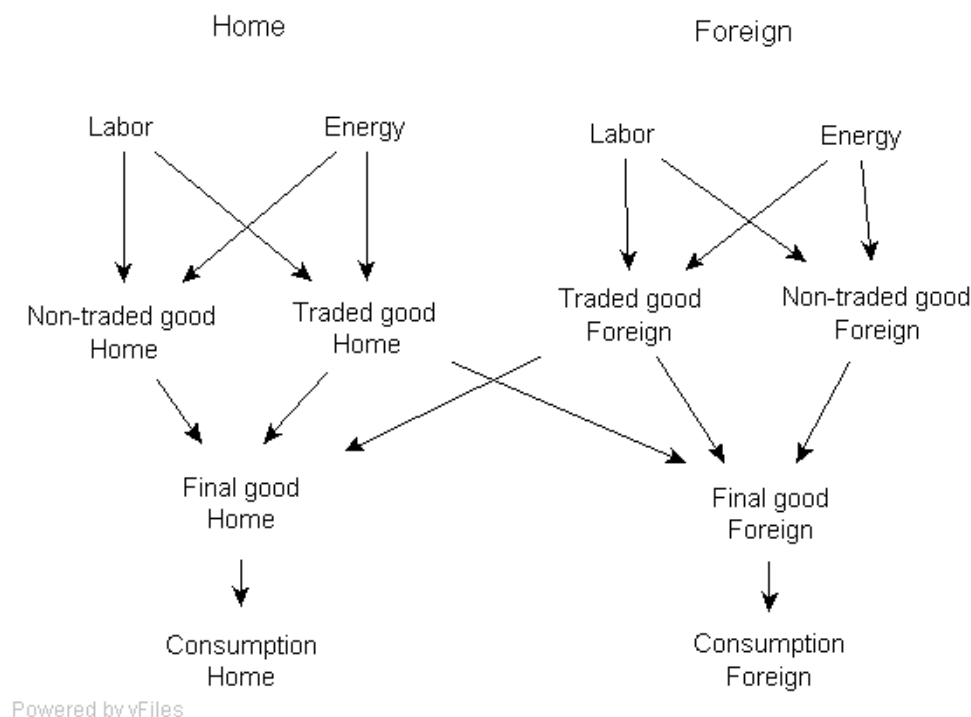 Home
Foreign
Labor
Energy
Labor
Energy
Non-traded good
Home
Traded good
Home
Traded good
Foreign
Non-traded good
Foreign
Final good
Home
Final good
Foreign
Consumption
Home
Consumption
Foreign
Powered by yFiles